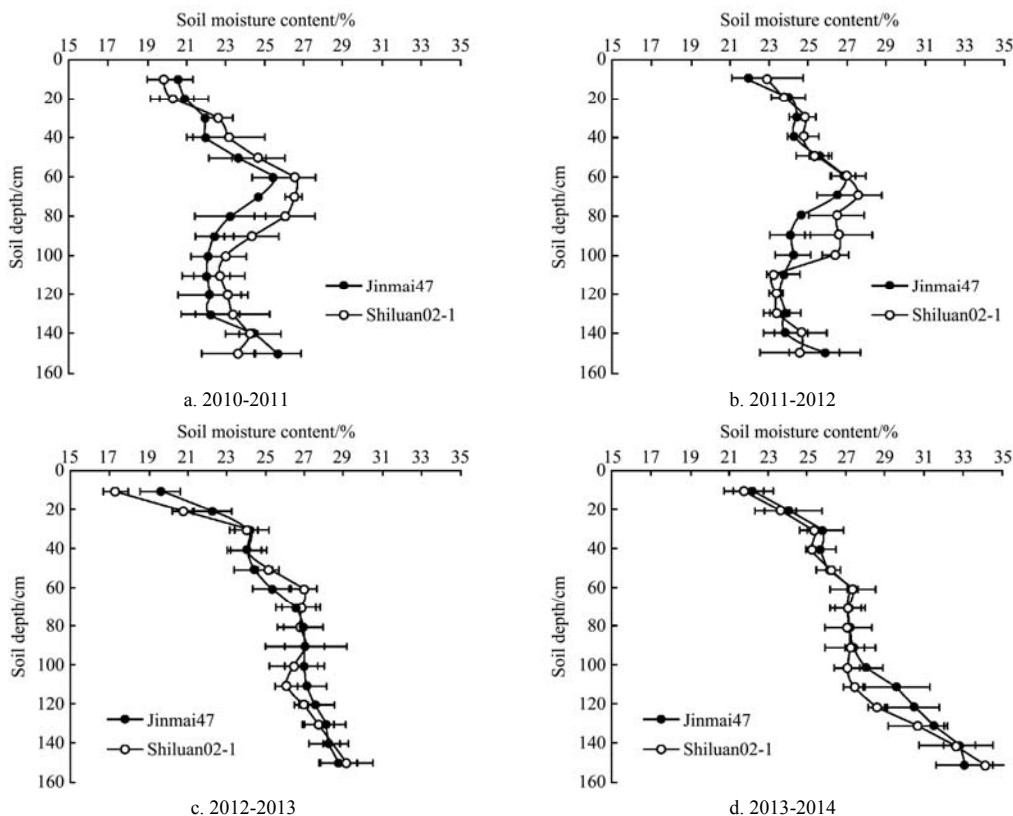 Soil moisture content/%
15 17 19 21 23 25 27 29 31 33 35
0
20
40
60
80
100
120
140
160
Soil depth/cm
Jinmai47
Shiluan02-1
a. 2010-2011
Soil moisture content/%
15 17 19 21 23 25 27 29 31 33 35
0
20
40
60
80
100
120
140
160
Soil depth/cm
Jinmai47
Shiluan02-1
b. 2011-2012
Soil moisture content/%
15 17 19 21 23 25 27 29 31 33 35
0
20
40
60
80
100
120
140
160
Soil depth/cm
Jinmai47
Shiluan02-1
c. 2012-2013
Soil moisture content/%
15 17 19 21 23 25 27 29 31 33 35
0
20
40
60
80
100
120
140
160
Soil depth/cm
Jinmai47
Shiluan02-1
d. 2013-2014